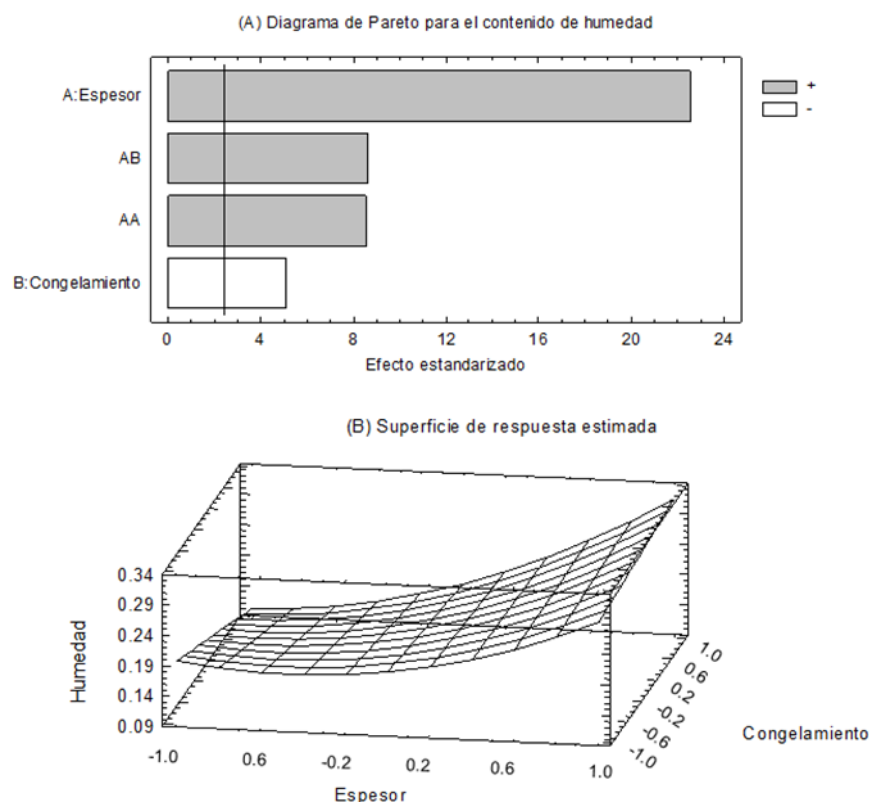 (A) Diagrama de Pareto para el contenido de humedad
A:Espesor
AB
AA
B:Congelamiento
+
-
0 4 8 12 16 20 24
Efecto estandarizado
(B) Superficie de respuesta estimada
0.34
0.29
0.24
0.19
0.14
0.09
Humedad
-1.0 0.6 -0.2 0.2 0.6 1.0
Espesor
1.0
0.6
0.2
-0.2
-0.6
-1.0
Congelamiento